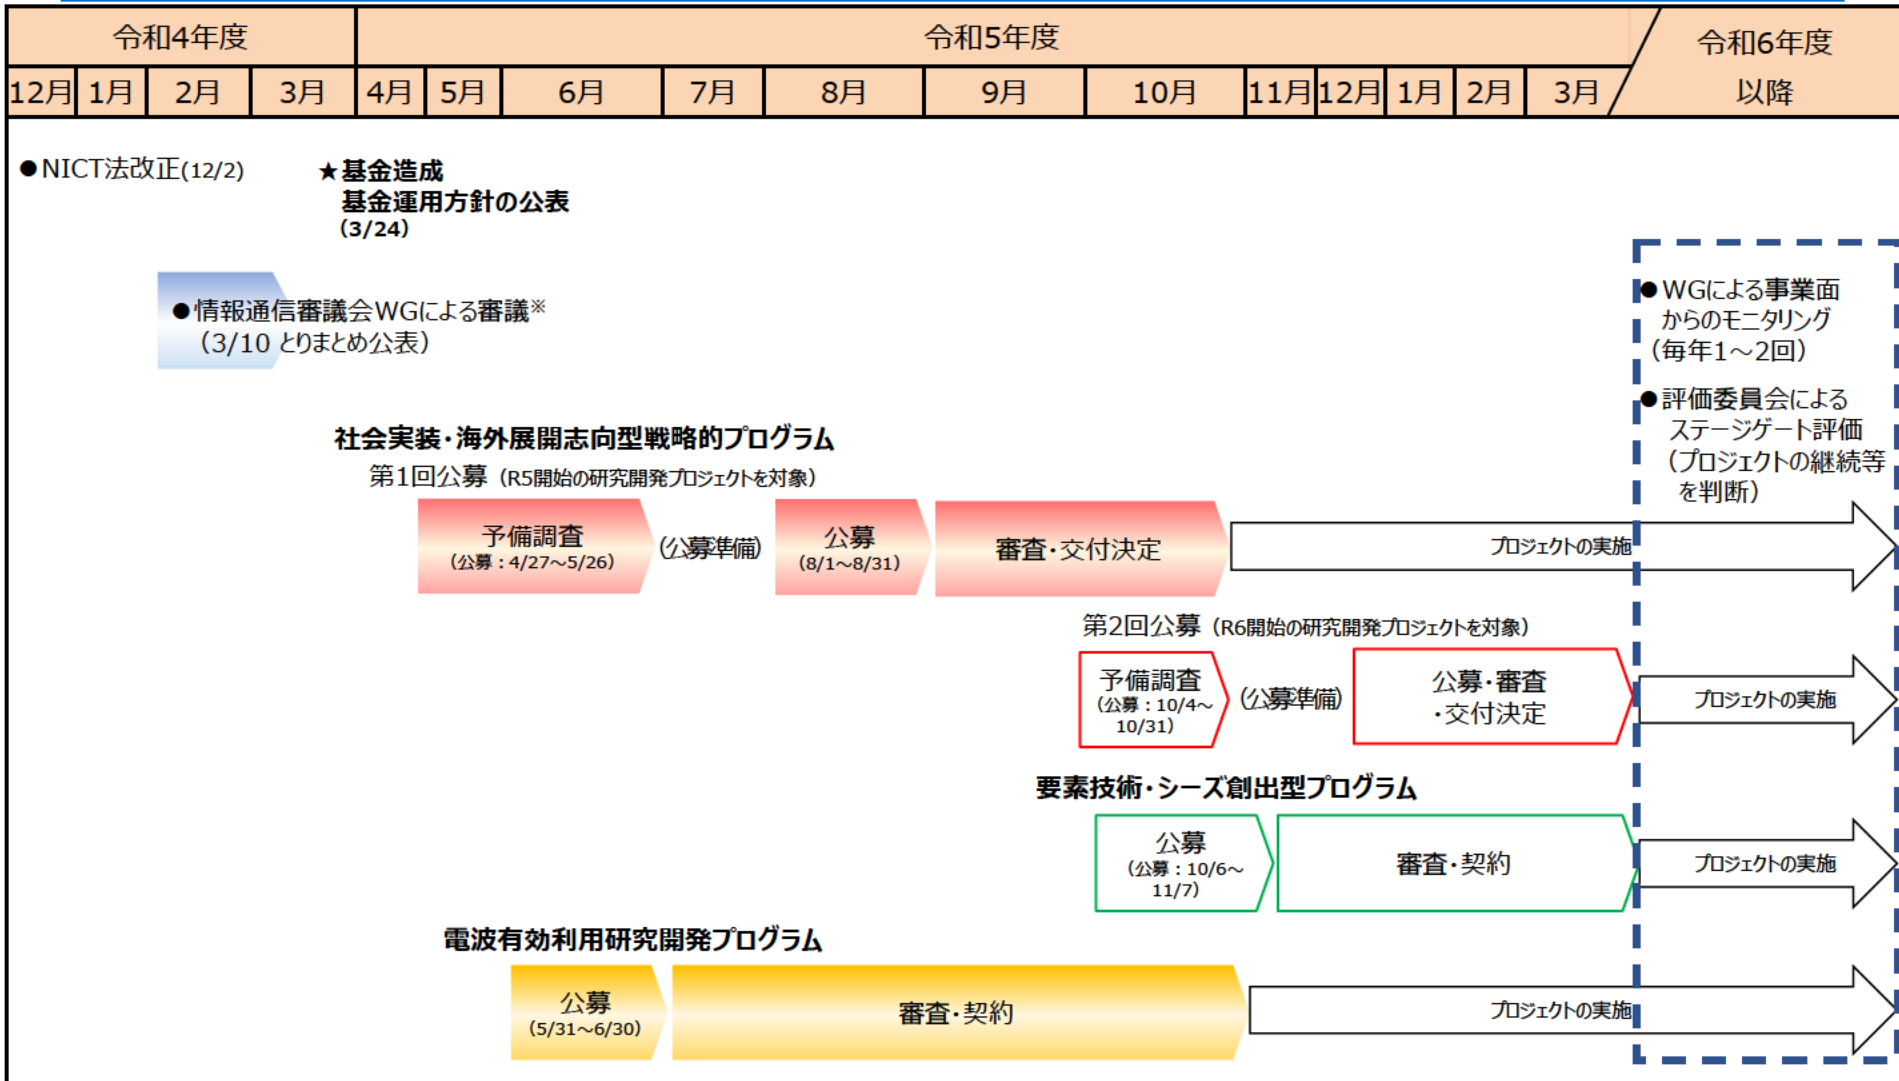 令和4年度
令和5年度
令和6年度
以降
12月 1月 2月 3月 4月 5月 6月 7月 8月 9月 10月 11月 12月 1月 2月 3月
●NICT法改正(12/2)
★基金造成
基金運用方針の公表
(3/24)
●情報通信審議会WGによる審議※
（3/10 とりまとめ公表）
●WGによる事業面
からのモニタリング
（毎年1～2回）
●評価委員会による
ステージゲート評価
（プロジェクトの継続等
を判断）
社会実装・海外展開志向型戦略的プログラム
第1回公募（R5開始の研究開発プロジェクトを対象）
予備調査
（公募：4/27～5/26）
（公募準備）
公募
（8/1～8/31）
審査・交付決定
プロジェクトの実施
第2回公募（R6開始の研究開発プロジェクトを対象）
予備調査
（公募：10/4～
10/31）
（公募準備）
公募・審査
・交付決定
プロジェクトの実施
要素技術・シーズ創出型プログラム
公募
（公募：10/6～
11/7）
審査・契約
プロジェクトの実施
電波有効利用研究開発プログラム
公募
（5/31～6/30）
審査・契約
プロジェクトの実施